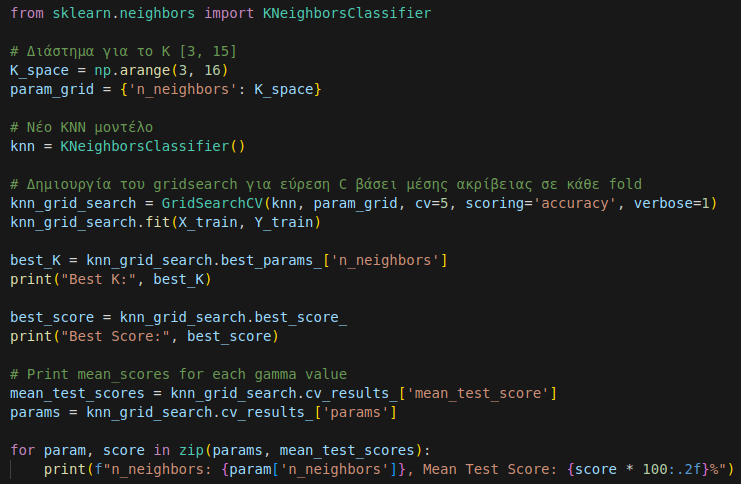 from sklearn.neighbors import KNeighborsClassifier
# Διάστημα για το Κ [3, 15]
K_space = np.arange(3, 16)
param_grid = {'n_neighbors': K_space}
# Νέο KNN μοντέλο
knn = KNeighborsClassifier()
# Δημιουργία του gridsearch για εύρεση C βάσει μέσης ακρίβειας σε κάθε fold
knn_grid_search = GridSearchCV(knn, param_grid, cv=5, scoring='accuracy', verbose=1)
knn_grid_search.fit(X_train, Y_train)
best_K = knn_grid_search.best_params_['n_neighbors']
print("Best K:", best_K)
best_score = knn_grid_search.best_score_
print("Best Score:", best_score)
# Print mean_scores for each gamma value
mean_test_scores = knn_grid_search.cv_results_['mean_test_score']
params = knn_grid_search.cv_results_['params']
for param, score in zip(params, mean_test_scores):
    print(f"n_neighbors: {param['n_neighbors']}, Mean Test Score: {score * 100:.2f}%")